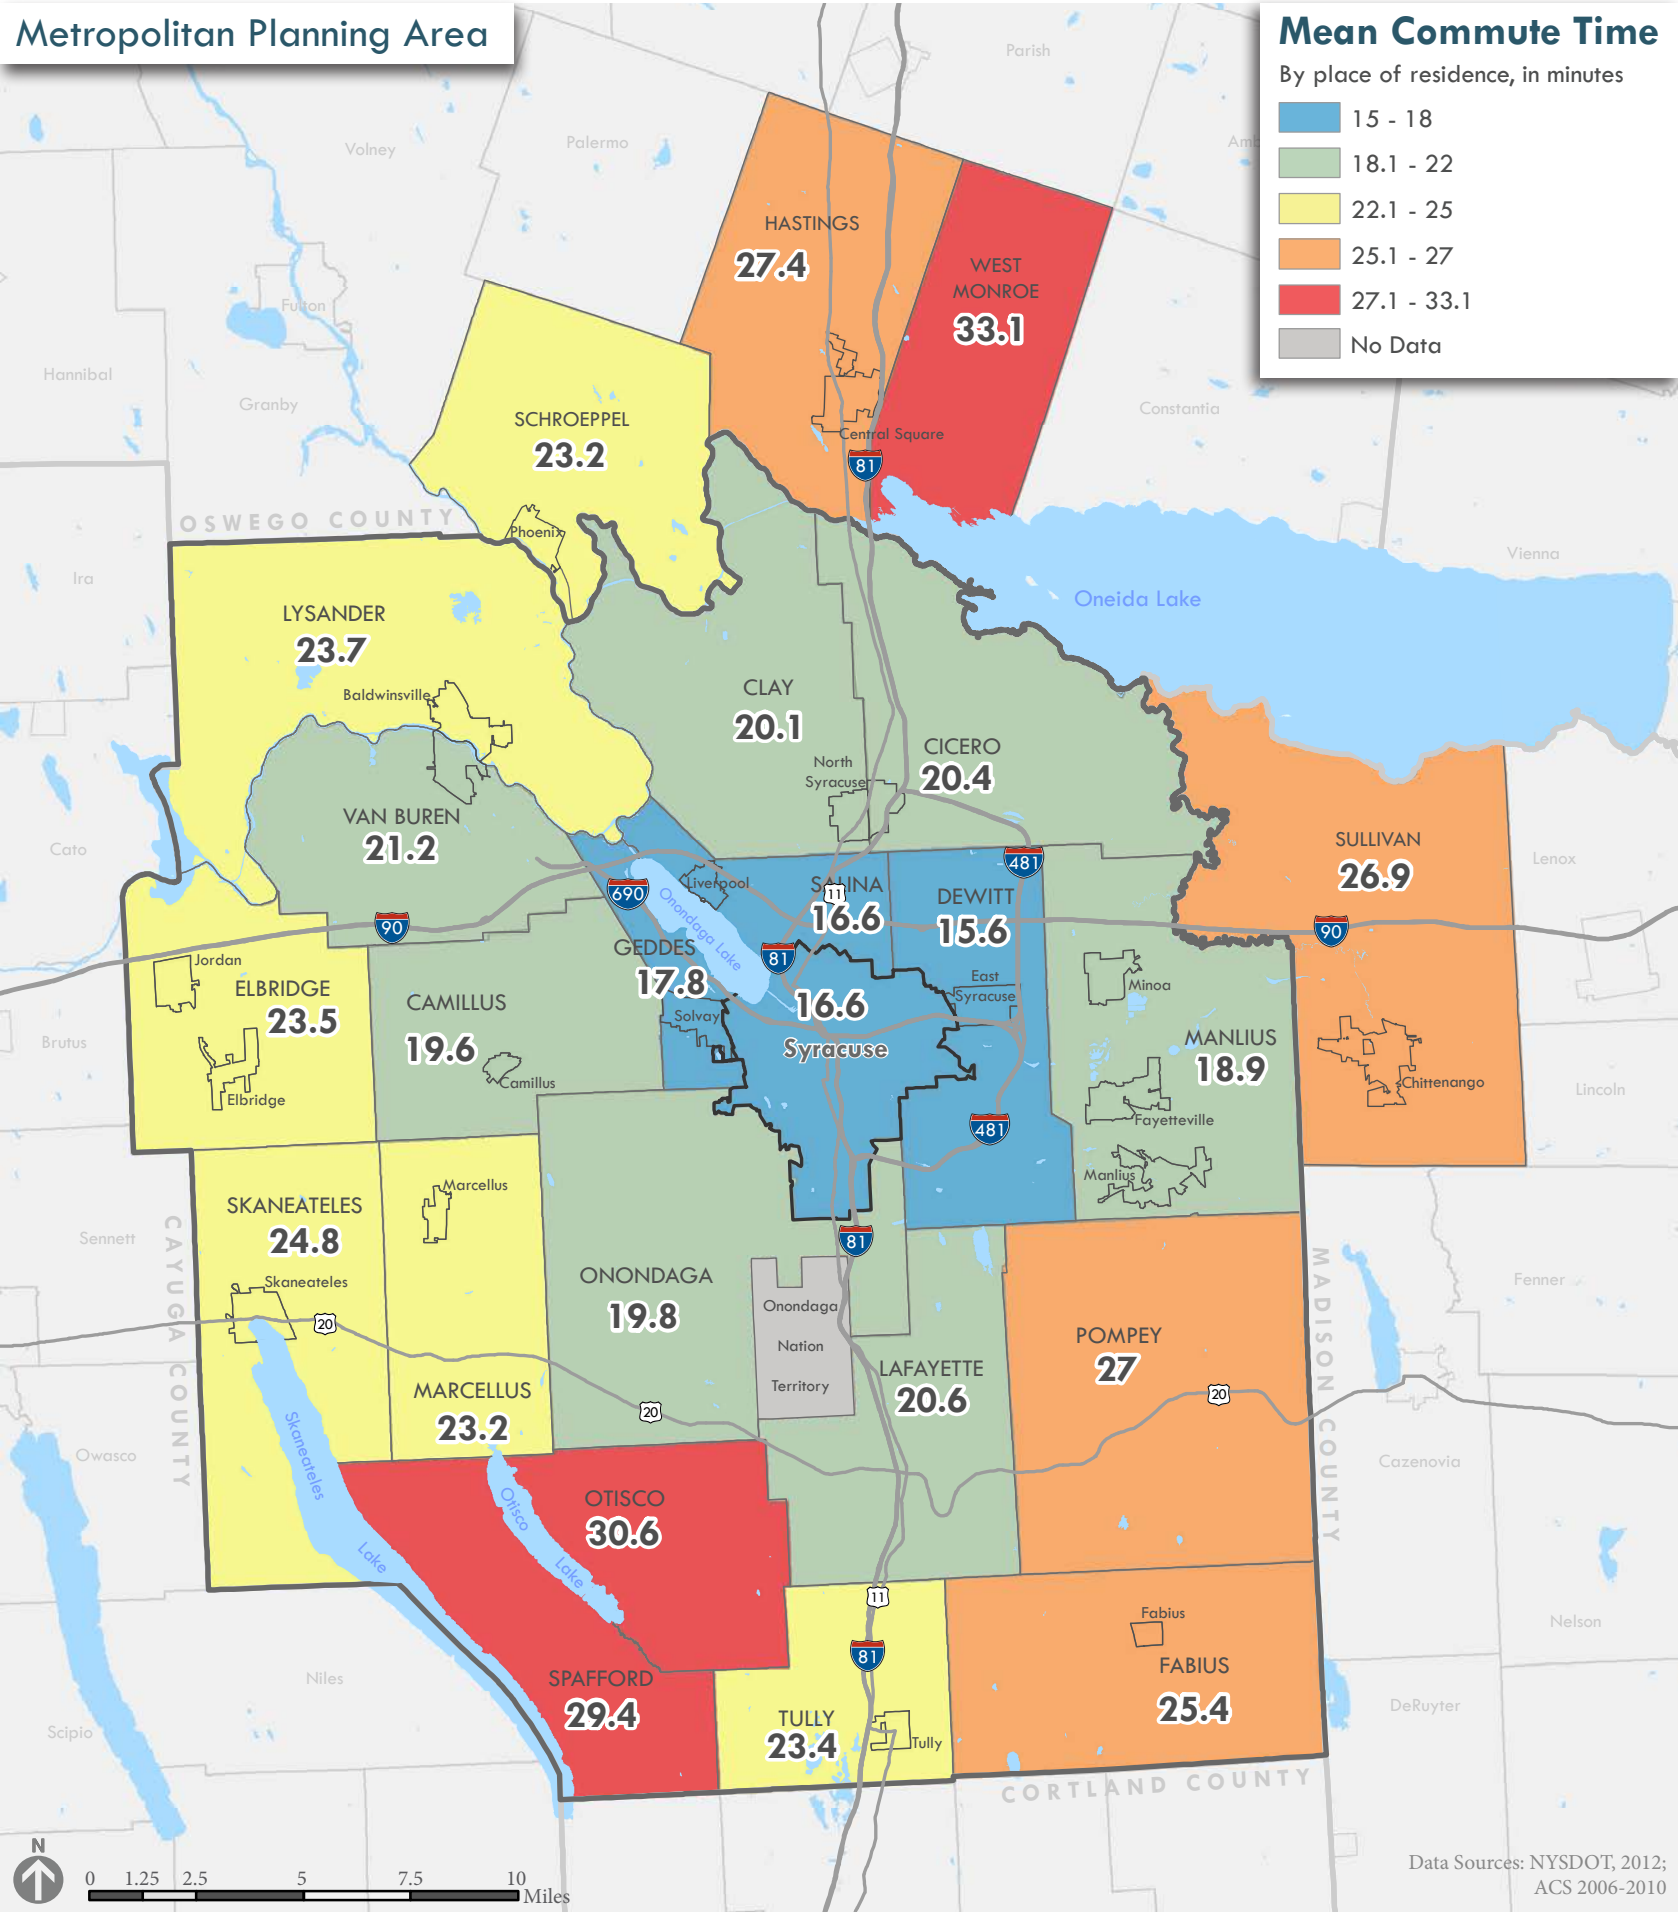 Metropolitan Planning Area
Mean Commute Time
By place of residence, in minutes
15 - 18
18.1 - 22
22.1 - 25
25.1 - 27
27.1 - 33.1
No Data
Parish
Volney
Palermo
HASTINGS
27.4
WEST
MONROE
33.1
Fulton
Hannibal
Granby
Constantia
SCHROEPPEL
23.2
Central Square
81
OSWEGO COUNTY
Phoenix
Vienna
Ira
Oneida Lake
LYSANDER
23.7
Baldwinsville
CLAY
20.1
CICERO
20.4
North
Syracuse
VAN BUREN
21.2
SULLIVAN
26.9
Cato
Lenox
481
Liverpool
SALINA
11
16.6
DEWITT
15.6
690
Onondaga Lake
90
90
GEDDES
17.8
81
Jordan
ELBRIDGE
23.5
CAMILLUS
19.6
16.6
Syracuse
East
Syracuse
Minoa
Solvay
MANLIUS
18.9
Brutus
Camillus
Elbridge
Chittenango
Lincoln
Fayetteville
481
Manlius
Marcellus
SKANEATELES
24.8
Sennett
CAYUGA COUNTY
81
MADISON COUNTY
Skaneateles
ONONDAGA
19.8
Onondaga
Nation
Territory
Fenner
20
POMPEY
27
LAFAYETTE
20.6
MARCELLUS
23.2
20
20
Skaneateles
Lake
Owasco
Cazenovia
OTISCO
30.6
Otisco
Lake
11
Fabius
Nelson
81
SPAFFORD
29.4
FABIUS
25.4
Niles
TULLY
23.4
Tully
DeRuyter
Scipio
CORTLAND COUNTY
N
0 1.25 2.5 5 7.5 10
Miles
Data Sources: NYSDOT, 2012;
ACS 2006-2010